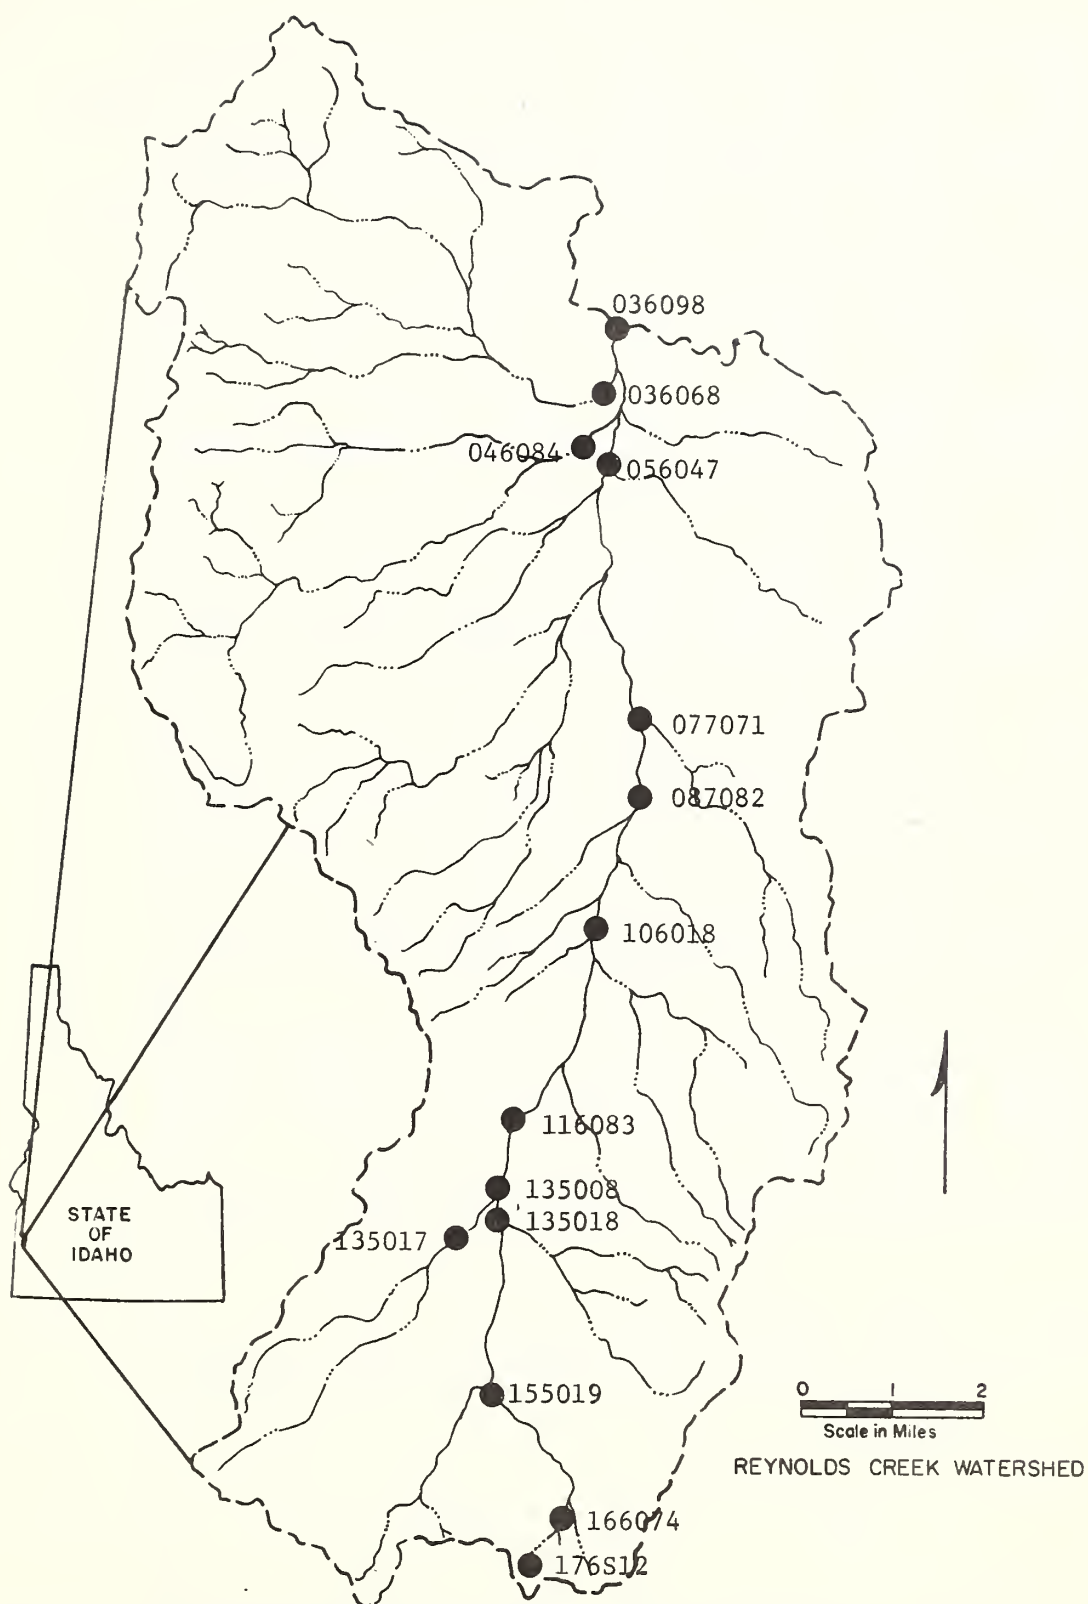 036098
036068
046084
056047
077071
087082
106018
116083
135008
135018
135017
STATE
OF
IDAHO
155019
0 1 2
Scale in Miles
REYNOLDS CREEK WATERSHED
166074
176S12